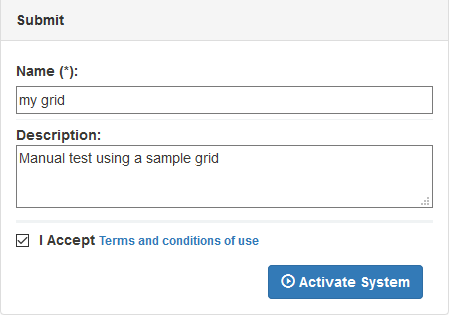 Submit
Name (*):
my grid
Description:
Manual test using a sample grid
I Accept Terms and conditions of use
Activate System